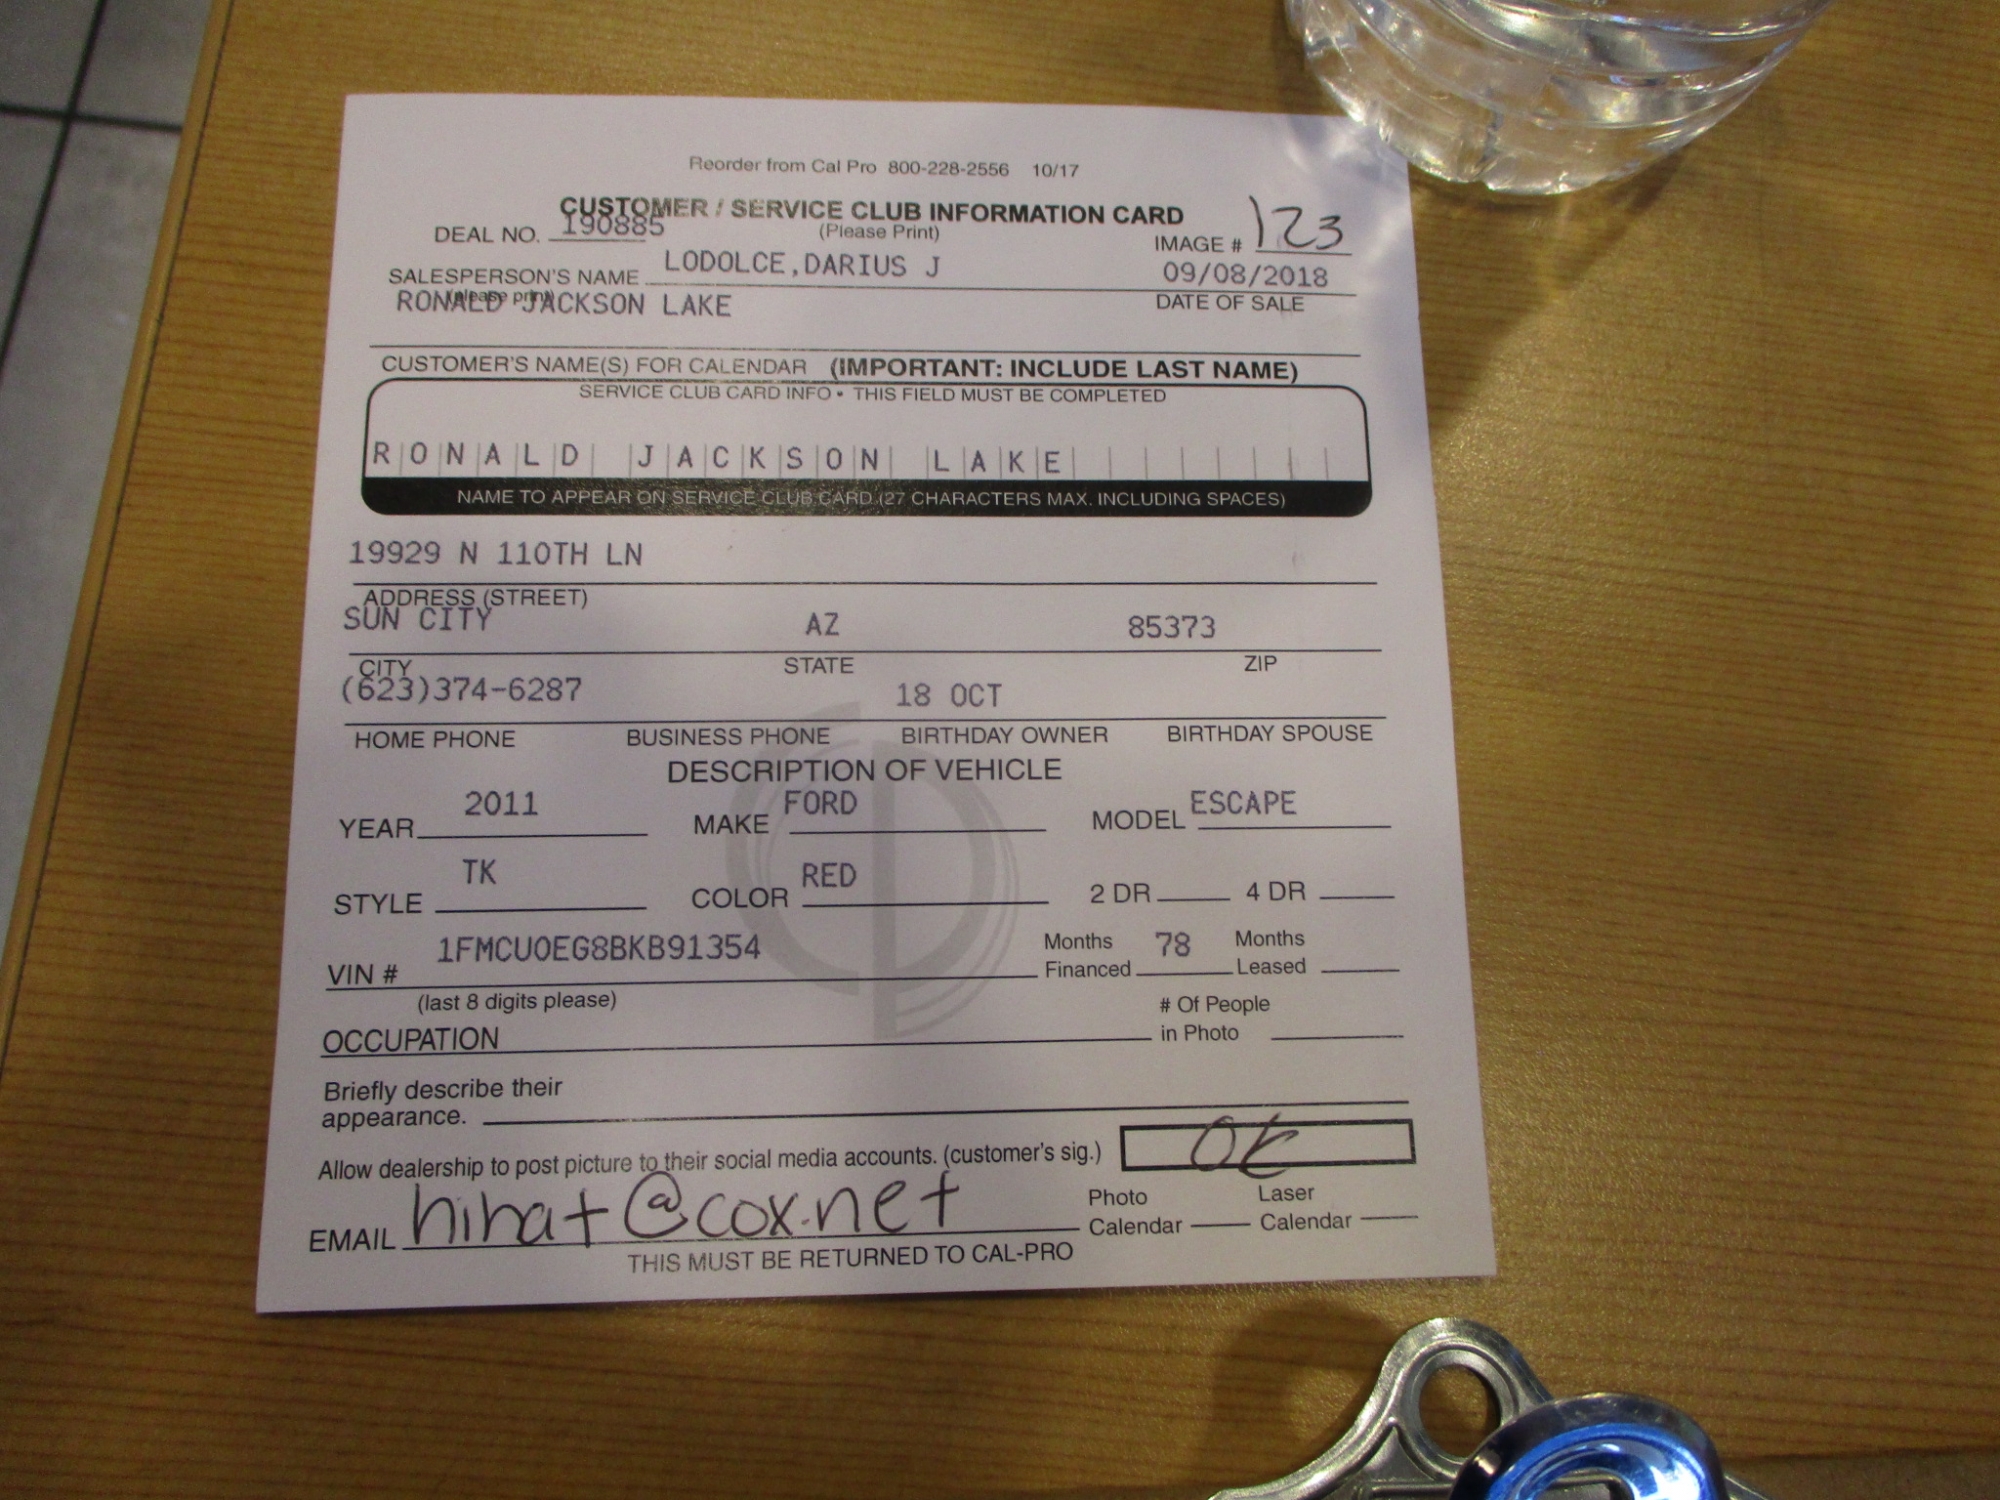 Reorder from Cal Pro 800-228-2556 10/17
CUSTOMER / SERVICE CLUB INFORMATION CARD
DEAL NO. 190885 (Please Print) IMAGE # 123
SALESPERSON'S NAME LODOLCE,DARIUS J 09/08/2018
(please print) DATE OF SALE
RONALD JACKSON LAKE
CUSTOMER'S NAME(S) FOR CALENDAR (IMPORTANT: INCLUDE LAST NAME)
SERVICE CLUB CARD INFO • THIS FIELD MUST BE COMPLETED
RONALD JACKSON LAKE
NAME TO APPEAR ON SERVICE CLUB CARD (27 CHARACTERS MAX. INCLUDING SPACES)
19929 N 110TH LN
ADDRESS (STREET)
SUN CITY AZ 85373
CITY STATE ZIP
(623)374-6287 18 OCT
HOME PHONE BUSINESS PHONE BIRTHDAY OWNER BIRTHDAY SPOUSE
DESCRIPTION OF VEHICLE
YEAR 2011 MAKE FORD MODEL ESCAPE
STYLE TK COLOR RED 2 DR 4 DR
VIN # 1FMCU0EG8BKB91354 Months Financed 78 Months Leased
(last 8 digits please)
OCCUPATION # Of People in Photo
Briefly describe their
appearance.
Allow dealership to post picture to their social media accounts. (customer's sig.) OK
EMAIL hihat@cox.net Photo Calendar Laser Calendar
THIS MUST BE RETURNED TO CAL-PRO